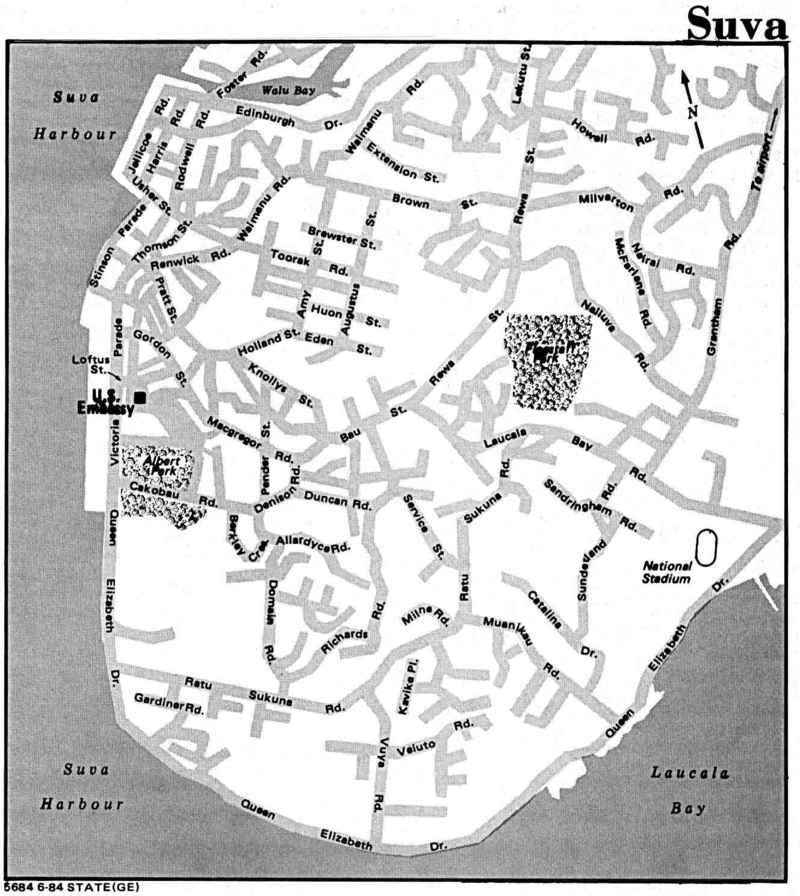 Suva
Suva
Harbour
Foster Rd.
Walu Bay
Edinburgh Dr.
Jellicoe Rd.
Harris Rd.
Rodwell Rd.
Usher St.
Waimanu Rd.
Extension St.
Lakutu St.
N
Howell Rd.
To airport
Brown St.
Rewa St.
Milverton Rd.
Stinson Parade
Thomson St.
Renwick Rd.
Waimanu Rd.
Brewster St.
Toorak Rd.
McFarlane Rd.
Nairai Rd.
Pratt St.
Amy St.
Huon St.
Augustus St.
Eden St.
Holland St.
Nailuva Rd.
Grantham Rd.
Victoria Parade
Gordon St.
Loftus
St.
U.S.
Embassy
Knollys St.
Rewa St.
Park
Macgregor Rd.
Bau St.
Laucala Bay Rd.
Albert
Park
Cakobau Rd.
Pender St.
Denison Rd.
Duncan Rd.
Service St.
Ratu Sukuna Rd.
Sandringham Rd.
Sunderland Rd.
National
Stadium
Berkley Cres.
Allardyce Rd.
Domain Rd.
Richards Rd.
Milne Rd.
Muanikau Rd.
Catalina Dr.
Queen Elizabeth Dr.
Queen Elizabeth Dr.
Ratu Sukuna Rd.
Gardiner Rd.
Kavika Pl.
Veiuto Rd.
Vuya Rd.
Suva
Harbour
Laucala
Bay
Queen Elizabeth Dr.
5684 6-84 STATE(GE)